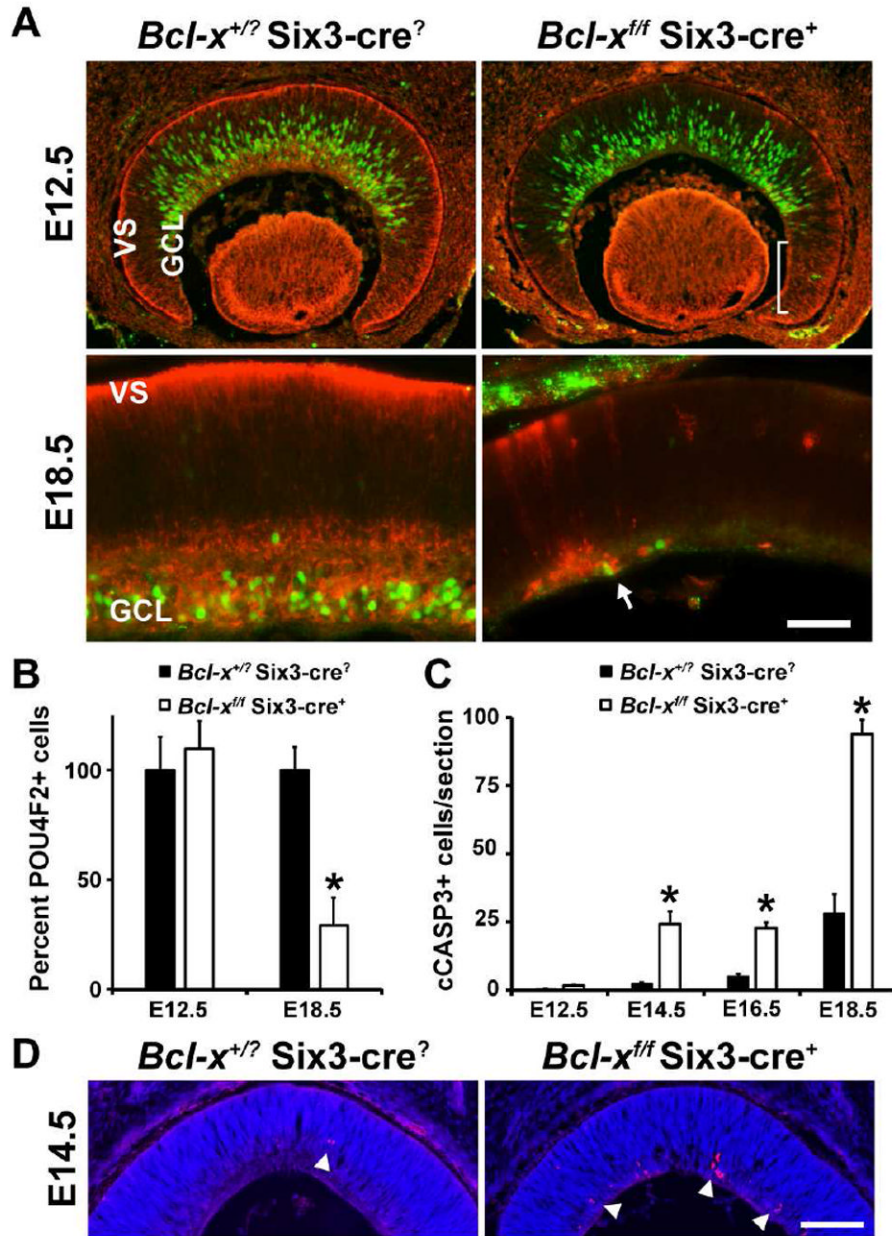 A
Bcl-x+/? Six3-cre? Bcl-xf/f Six3-cre+
E12.5
VS
GCL
E18.5
VS
GCL
B
Bcl-x+/? Six3-cre?
Bcl-xf/f Six3-cre+
Percent POU4F2+ cells
100
50
0
E12.5 E18.5
*
C
Bcl-x+/? Six3-cre?
Bcl-xf/f Six3-cre+
cCASP3+ cells/section
100
75
50
25
0
E12.5 E14.5 E16.5 E18.5
* * *
D
Bcl-x+/? Six3-cre? Bcl-xf/f Six3-cre+
E14.5